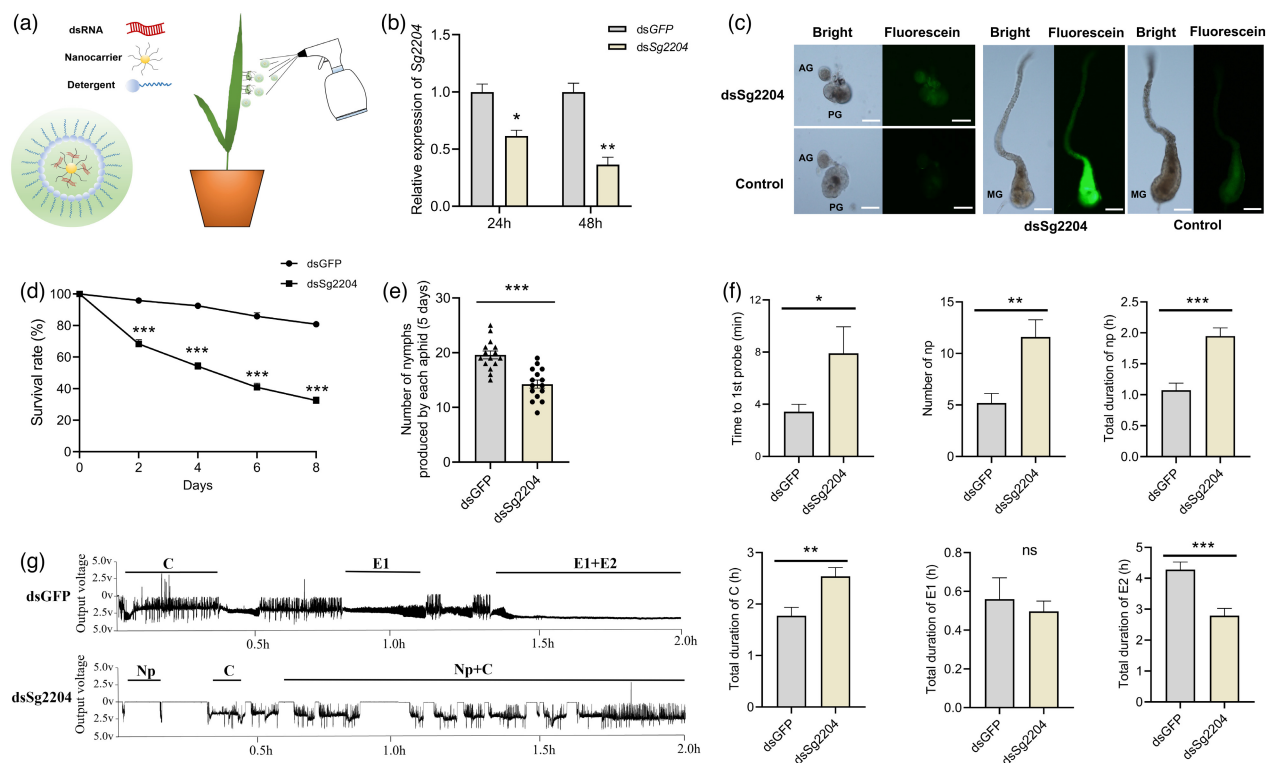 (a)
dsRNA
Nanocarrier
Detergent
(b)
Relative expression of Sg2204
1.5
1.0
0.5
0.0
dsGFP
dsSg2204
*
**
24h
48h
(c)
Bright
Fluorescein
Bright
Fluorescein
Bright
Fluorescein
dsSg2204
AG
PG
Control
AG
PG
MG
MG
dsSg2204
Control
(d)
dsGFP
dsSg2204
Survival rate (%)
100
80
60
40
20
0
***
***
***
***
0 2 4 6 8
Days
(e)
Number of nymphs
produced by each aphid (5 days)
30
20
10
0
***
dsGFP
dsSg2204
(f)
Time to 1st probe (min)
12
8
4
0
*
dsGFP
dsSg2204
Number of np
15
10
5
0
**
dsGFP
dsSg2204
Total duration of np (h)
2.5
2.0
1.5
1.0
0.5
0.0
***
dsGFP
dsSg2204
Total duration of C (h)
3
2
1
0
**
dsGFP
dsSg2204
Total duration of E1 (h)
0.8
0.6
0.4
0.2
0.0
ns
dsGFP
dsSg2204
Total duration of E2 (h)
5
4
3
2
1
0
***
dsGFP
dsSg2204
(g)
dsGFP
Output voltage
5.0v
2.5v
0v
2.5v
5.0v
C
E1
E1+E2
0.5h
1.0h
1.5h
2.0h
dsSg2204
Output voltage
5.0v
2.5v
0v
2.5v
5.0v
Np
C
Np+C
0.5h
1.0h
1.5h
2.0h